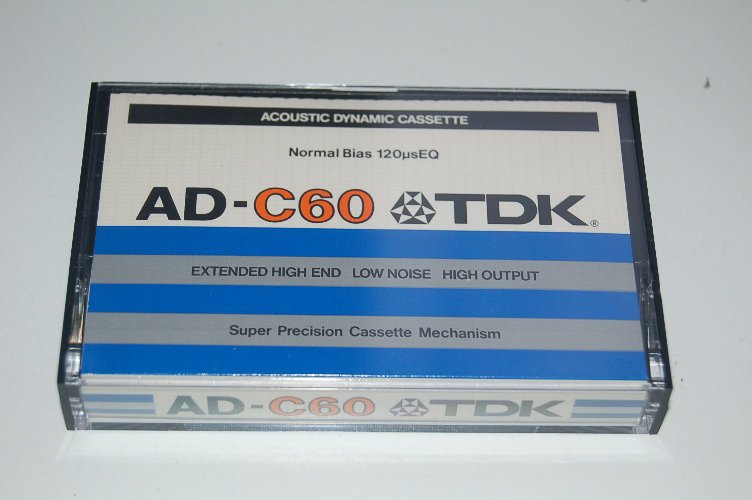 ACOUSTIC DYNAMIC CASSETTE
Normal Bias 120µsEQ
AD-C60 TDK®
EXTENDED HIGH END LOW NOISE HIGH OUTPUT
Super Precision Cassette Mechanism
AD-C60 TDK